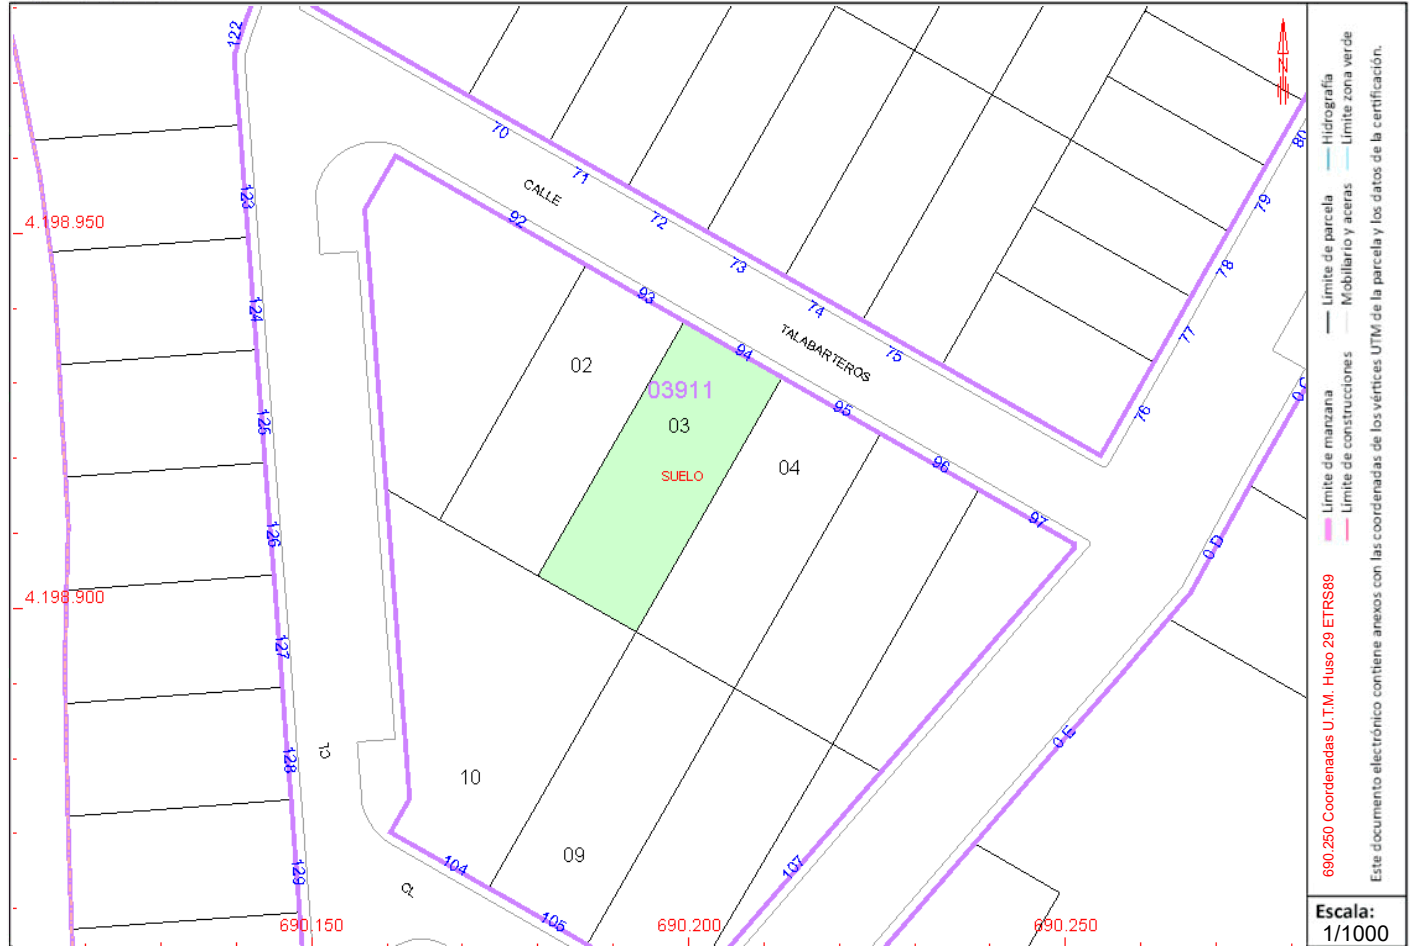 122
123
124
125
126
127
128
129
4.198.950
4.198.900
70
71
72
73
74
75
76
77
78
79
80
CALLE
TALABARTEROS
92
93
94
95
96
97
02
03911
03
SUELO
04
10
09
CL
CL
104
105
107
0 C
0 D
0 E
690.150
690.200
690.250
N
690.250 Coordenadas U.T.M. Huso 29 ETRS89
Límite de manzana
Límite de construcciones
Límite de parcela
Mobiliario y aceras
Hidrografía
Límite zona verde
Este documento electrónico contiene anexos con las coordenadas de los vértices UTM de la parcela y los datos de la certificación.
Escala:
1/1000